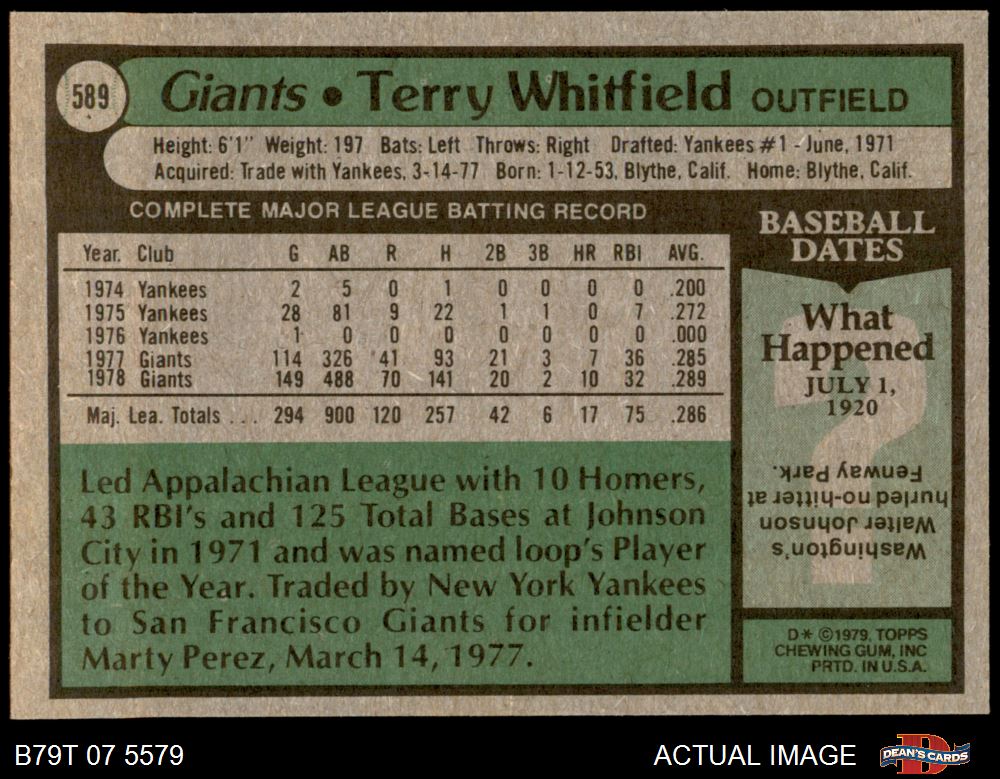 589
Giants • Terry Whitfield OUTFIELD
Height: 6'1" Weight: 197 Bats: Left Throws: Right Drafted: Yankees #1 - June, 1971
Acquired: Trade with Yankees, 3-14-77 Born: 1-12-53, Blythe, Calif. Home: Blythe, Calif.
COMPLETE MAJOR LEAGUE BATTING RECORD
Year. Club G AB R H 2B 3B HR RBI AVG.
1974 Yankees 2 5 0 1 0 0 0 0 .200
1975 Yankees 28 81 9 22 1 1 0 7 .272
1976 Yankees 1 0 0 0 0 0 0 0 .000
1977 Giants 114 326 41 93 21 3 7 36 .285
1978 Giants 149 488 70 141 20 2 10 32 .289
Maj. Lea. Totals ... 294 900 120 257 42 6 17 75 .286
Led Appalachian League with 10 Homers,
43 RBI's and 125 Total Bases at Johnson
City in 1971 and was named loop's Player
of the Year. Traded by New York Yankees
to San Francisco Giants for infielder
Marty Perez, March 14, 1977.
BASEBALL
DATES
What
Happened
JULY 1,
1920
?
Washington's
Walter Johnson
hurled no-hitter at
Fenway Park.
D* ©1979, TOPPS
CHEWING GUM, INC
PRTD. IN U.S.A.
B79T 07 5579
ACTUAL IMAGE
DEAN'S CARDS